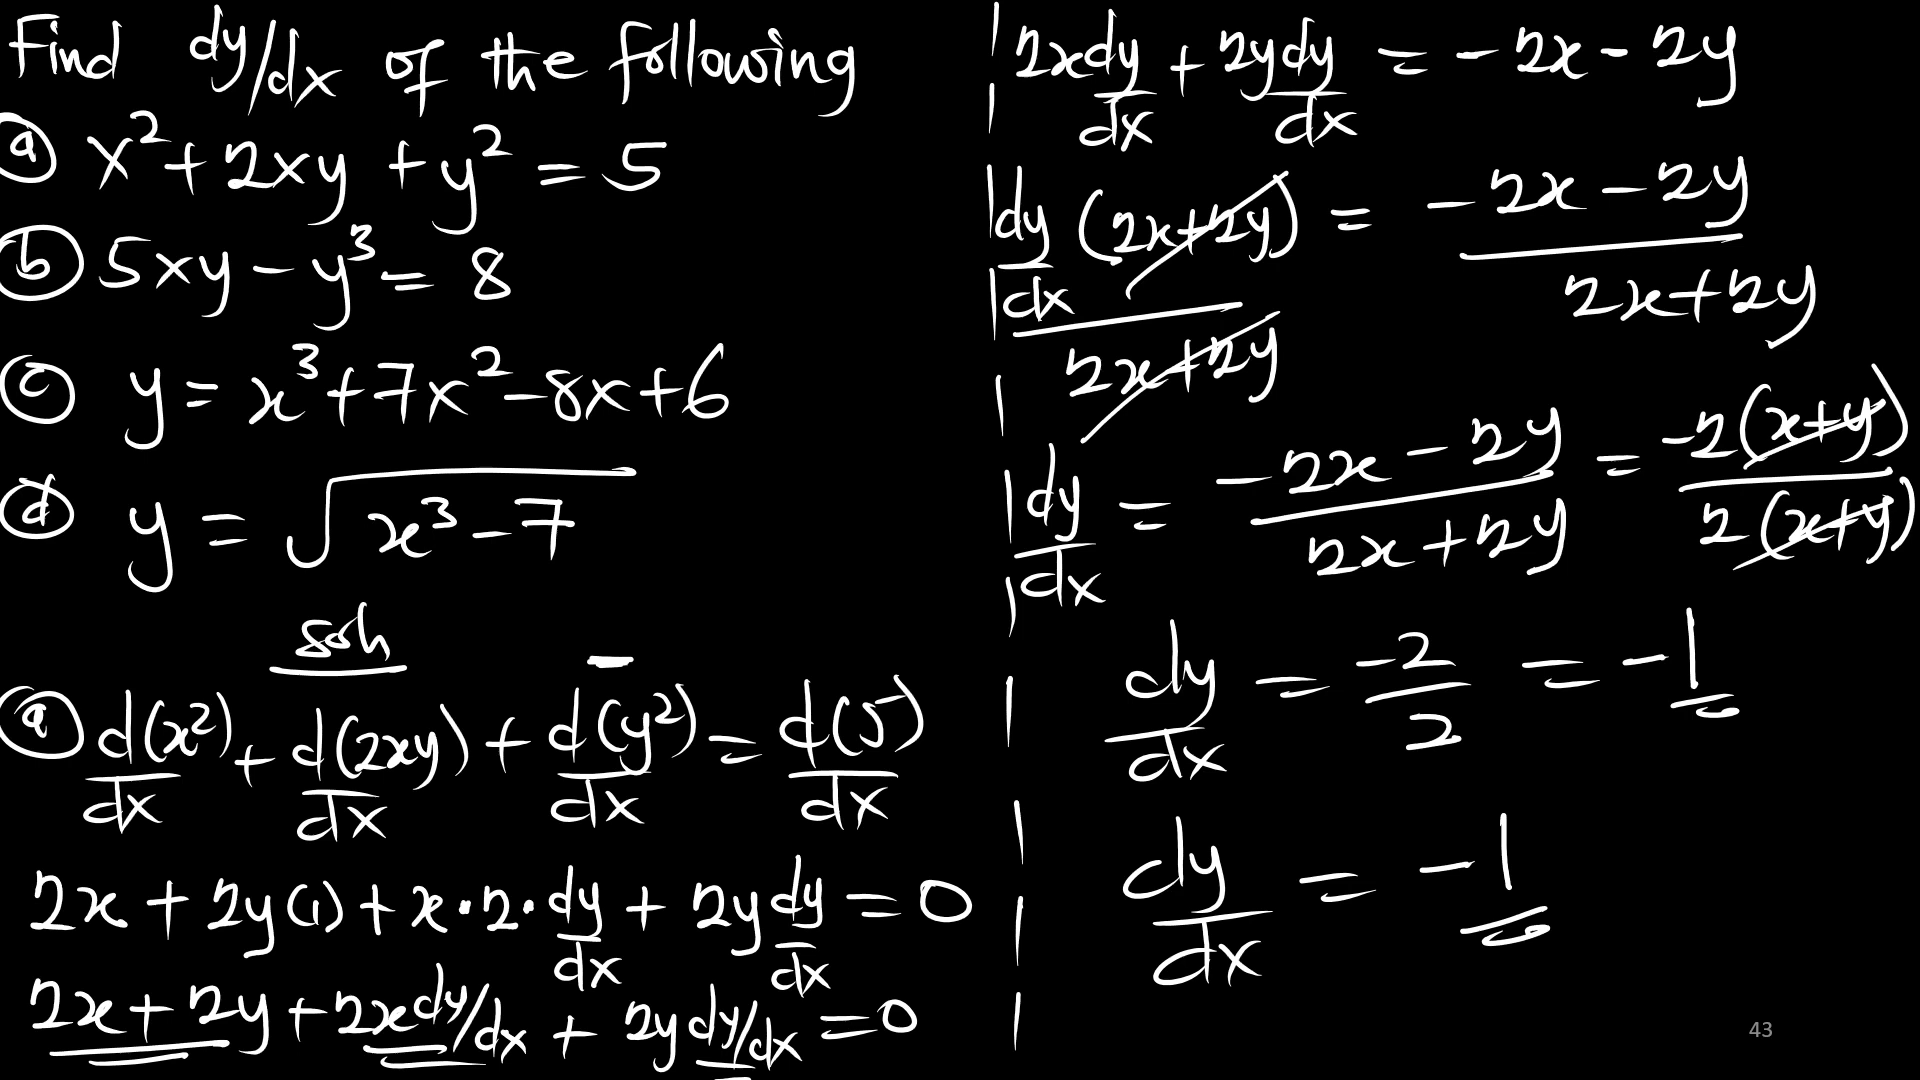 Find dy/dx of the following
(a) x² + 2xy + y² = 5
(b) 5xy - y³ = 8
(c) y = x³ + 7x² - 8x + 6
(d) y = √(x³ - 7)
soln
(a) d(x²)/dx + d(2xy)/dx + d(y²)/dx = d(5)/dx
2x + 2y(1) + x · 2 · dy/dx + 2y dy/dx = 0
2x + 2y + 2x dy/dx + 2y dy/dx = 0
2x dy/dx + 2y dy/dx = -2x - 2y
dy/dx (2x+2y) / 2x+2y = -2x - 2y / 2x+2y
dy/dx = -2x - 2y / 2x + 2y = -2(x+y) / 2(x+y)
dy/dx = -2/2 = -1
dy/dx = -1
43